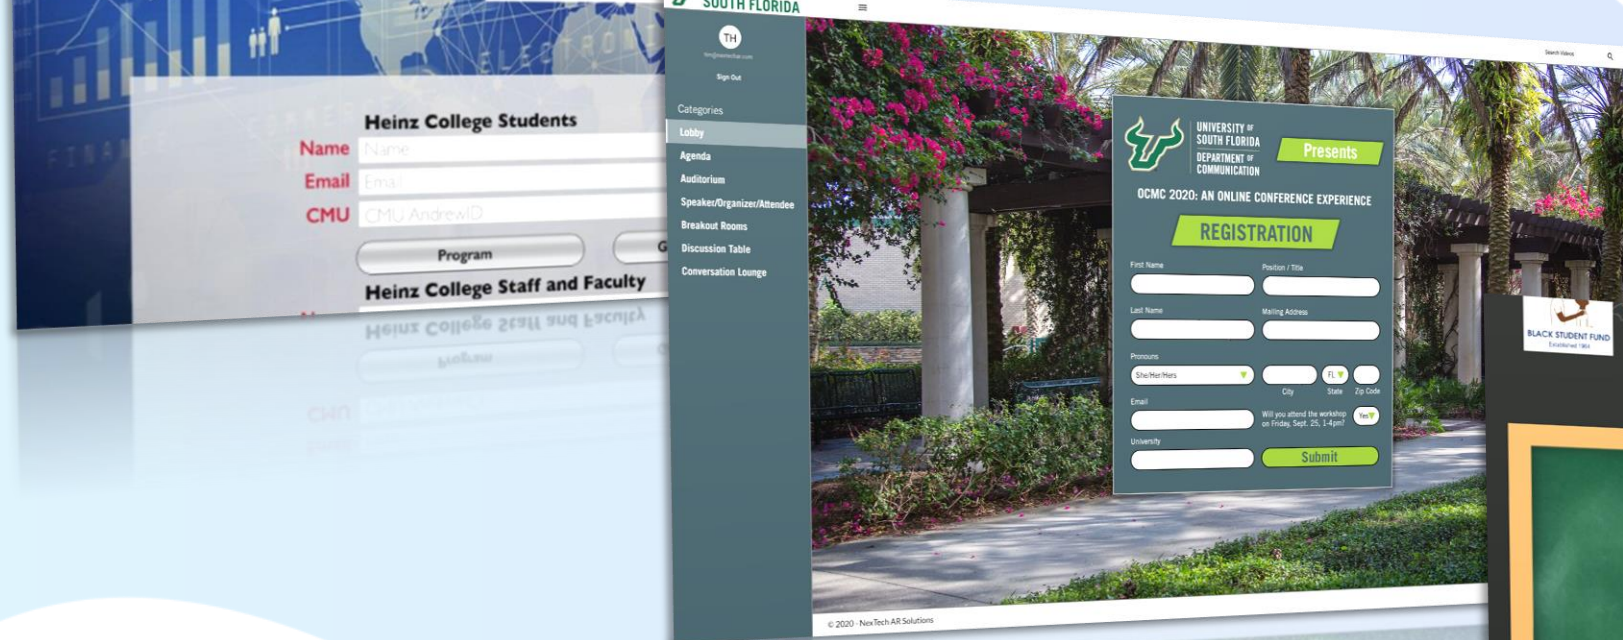 Heinz College Students
Name Name
Email Email
CMU CMU AndrewID
Program
G
Heinz College Staff and Faculty
SOUTH FLORIDA
TH
Sign Out
Categories
Lobby
Agenda
Auditorium
Speaker/Organizer/Attendee
Breakout Rooms
Discussion Table
Conversation Lounge
Search Videos
UNIVERSITY OF
SOUTH FLORIDA
DEPARTMENT OF
COMMUNICATION
Presents
OCMC 2020: AN ONLINE CONFERENCE EXPERIENCE
REGISTRATION
First Name
Position / Title
Last Name
Mailing Address
Pronouns
She/Her/Hers
FL
City State Zip Code
Email
Will you attend the workshop
on Friday, Sept. 25, 1-4pm?
Yes
University
Submit
© 2020 - NexTech AR Solutions
BLACK STUDENT FUND
Established 1964